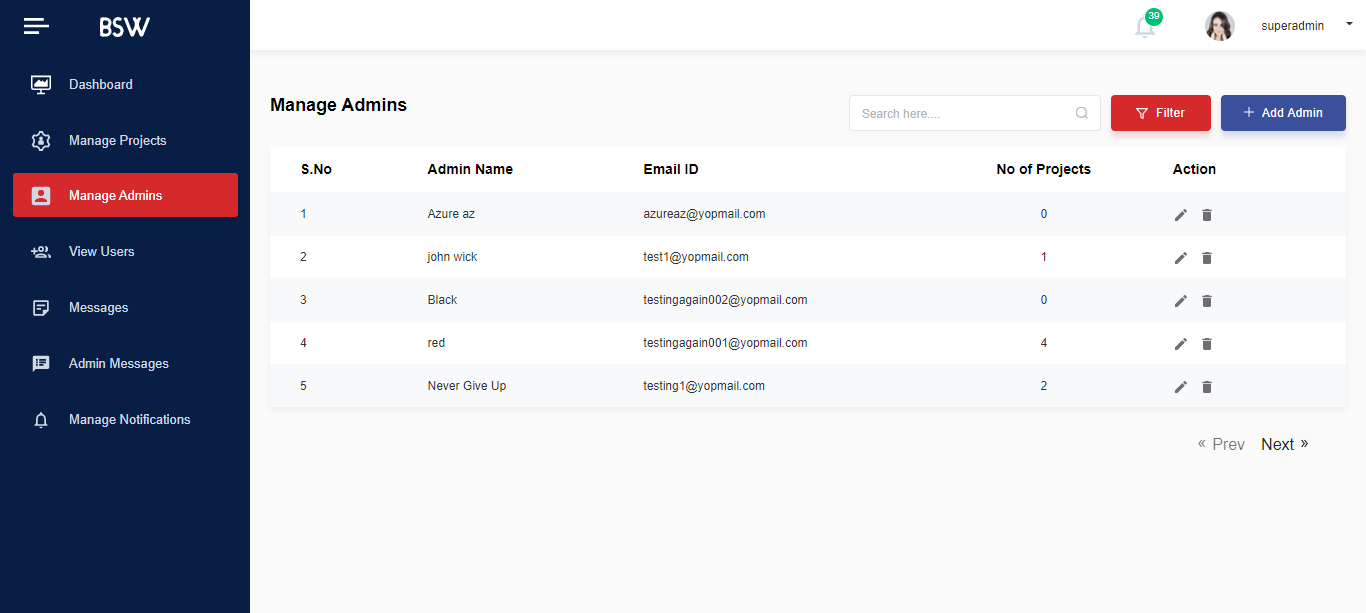 BSW
39
superadmin
Dashboard
Manage Projects
Manage Admins
View Users
Messages
Admin Messages
Manage Notifications
Manage Admins
Search here....
Filter
+ Add Admin
S.No Admin Name Email ID No of Projects Action
1 Azure az azureaz@yopmail.com 0
2 john wick test1@yopmail.com 1
3 Black testingagain002@yopmail.com 0
4 red testingagain001@yopmail.com 4
5 Never Give Up testing1@yopmail.com 2
« Prev Next »